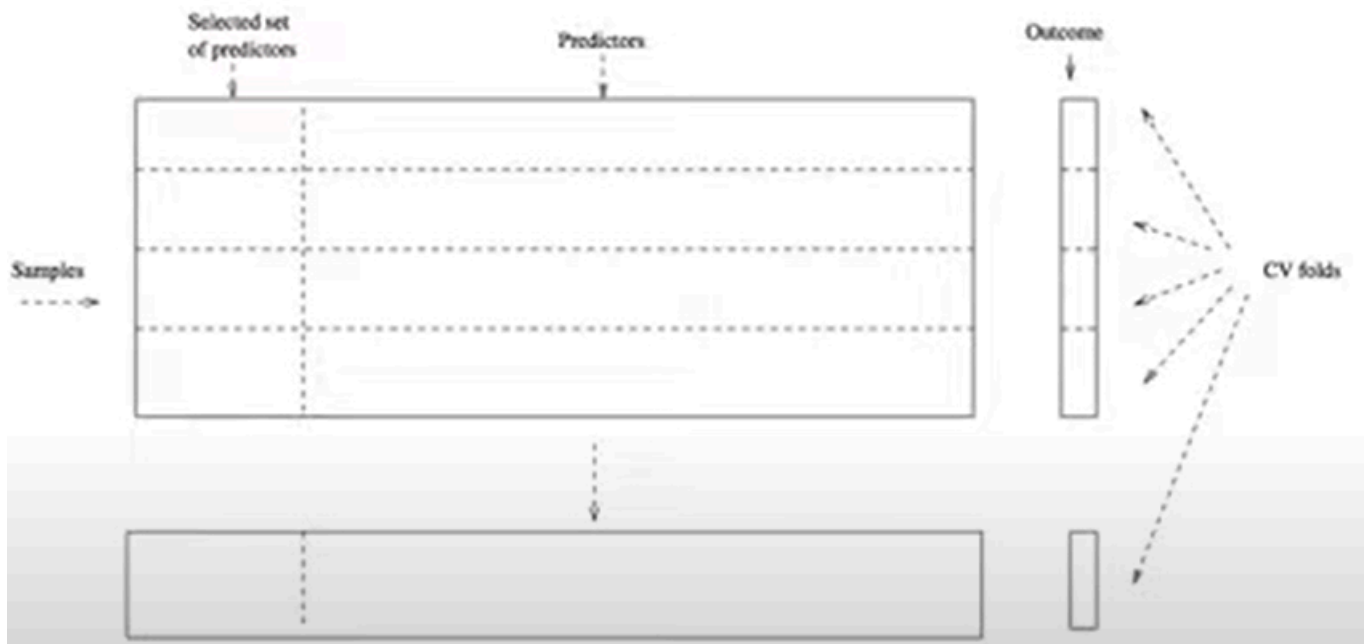 Selected set
of predictors
Predictors
Outcome
Samples
CV folds